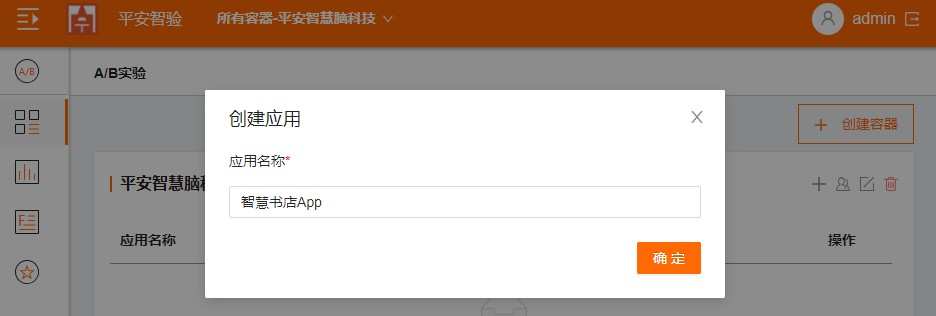 平安智验
所有容器-平安智慧脑科技
admin
A/B
A/B实验
创建容器
创建应用
应用名称*
智慧书店App
确 定
平安智慧脑
应用名称
操作